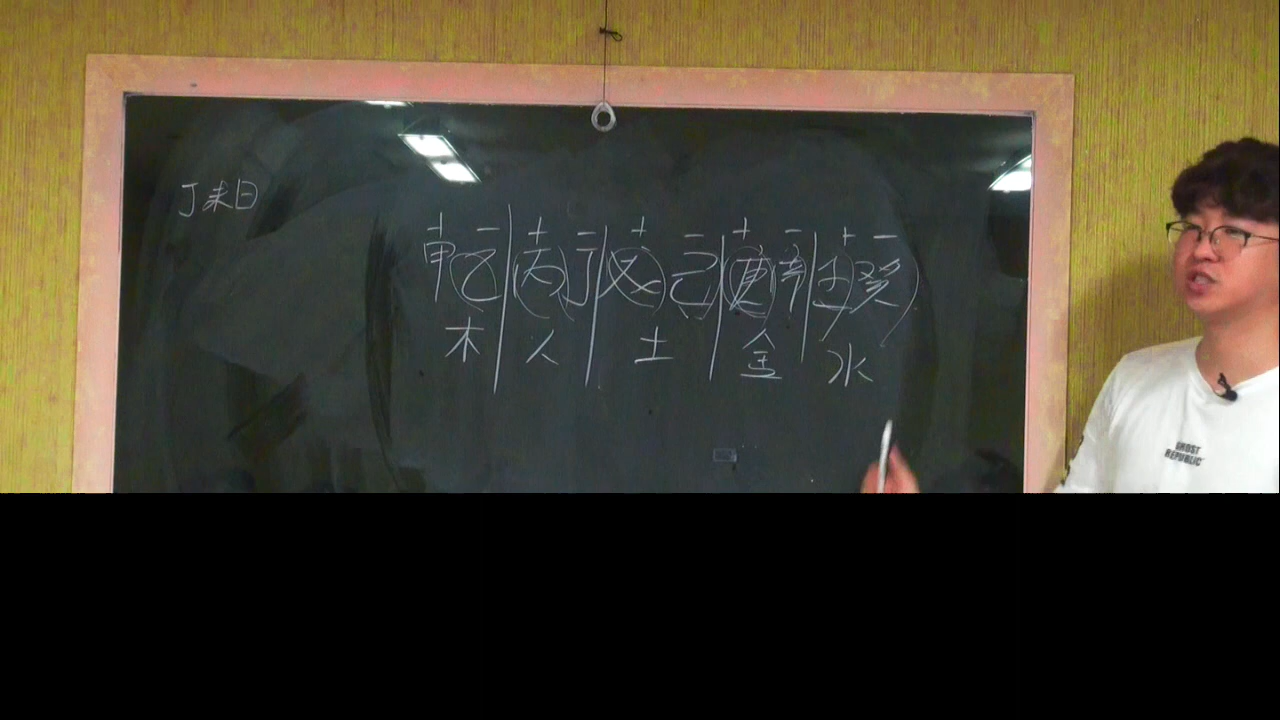 丁未日
+ - + - + - + - + -
甲乙|丙丁|戊己|庚辛|壬癸
木 人 土 金 水
GHOST
REPUBLIC